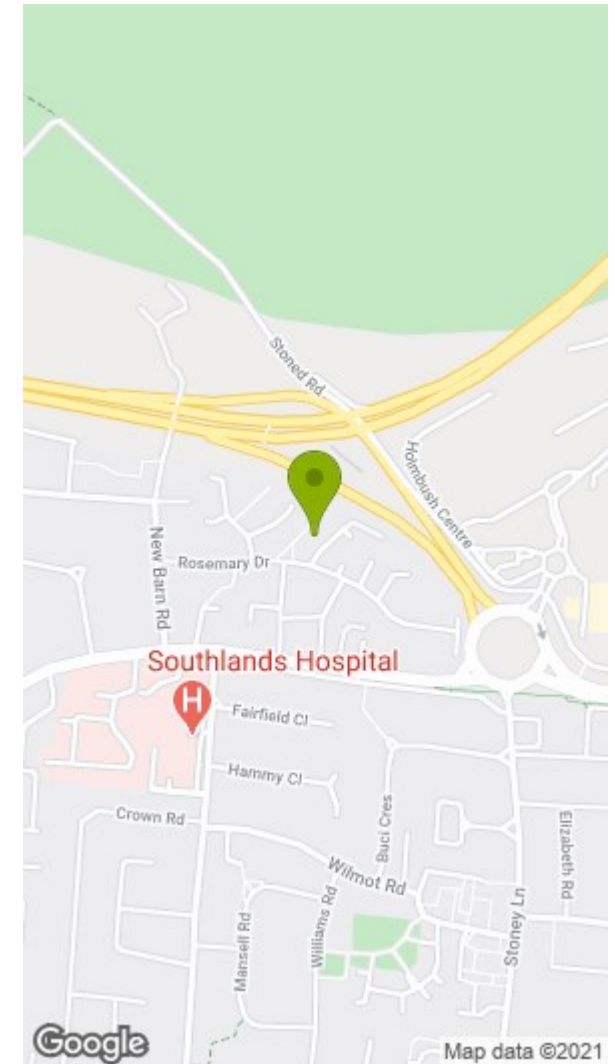 Stoned Rd
Holmbush Centre
New Barn Rd
Rosemary Dr
Southlands Hospital
H
Fairfield Cl
Hammy Cl
Crown Rd
Buci Cres
Elizabeth Rd
Wilmot Rd
Mansell Rd
Williams Rd
Stoney Ln
Google
Map data ©2021